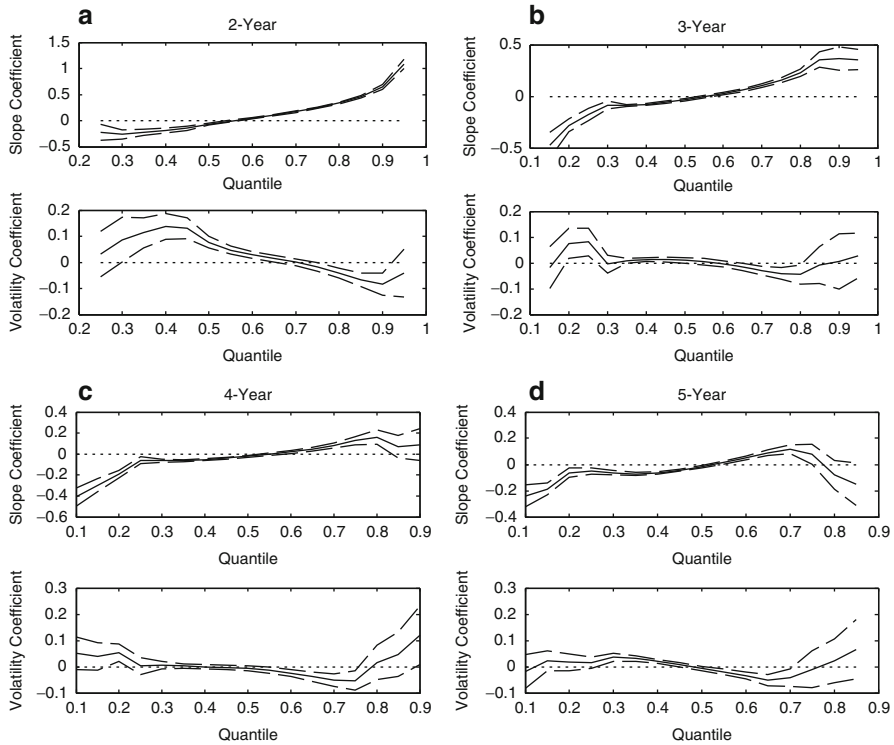 a
2-Year
Slope Coefficient
1.5
1
0.5
0
−0.5
0.2 0.3 0.4 0.5 0.6 0.7 0.8 0.9 1
Quantile
Volatility Coefficient
0.2
0.1
0
−0.1
0.2
0.2 0.3 0.4 0.5 0.6 0.7 0.8 0.9 1
Quantile
b
3-Year
Slope Coefficient
0.5
0
−0.5
0.1 0.2 0.3 0.4 0.5 0.6 0.7 0.8 0.9 1
Quantile
Volatility Coefficient
0.2
0.1
0
−0.1
−0.2
0.1 0.2 0.3 0.4 0.5 0.6 0.7 0.8 0.9 1
Quantile
c
4-Year
Slope Coefficient
0.4
0.2
0
−0.2
−0.4
−0.6
0.1 0.2 0.3 0.4 0.5 0.6 0.7 0.8 0.9
Quantile
Volatility Coefficient
0.3
0.2
0.1
0
−0.1
0.1 0.2 0.3 0.4 0.5 0.6 0.7 0.8 0.9
Quantile
d
5-Year
Slope Coefficient
0.4
0.2
0
−0.2
−0.4
0.1 0.2 0.3 0.4 0.5 0.6 0.7 0.8 0.9
Quantile
Volatility Coefficient
0.3
0.2
0.1
0
−0.1
0.1 0.2 0.3 0.4 0.5 0.6 0.7 0.8 0.9
Quantile